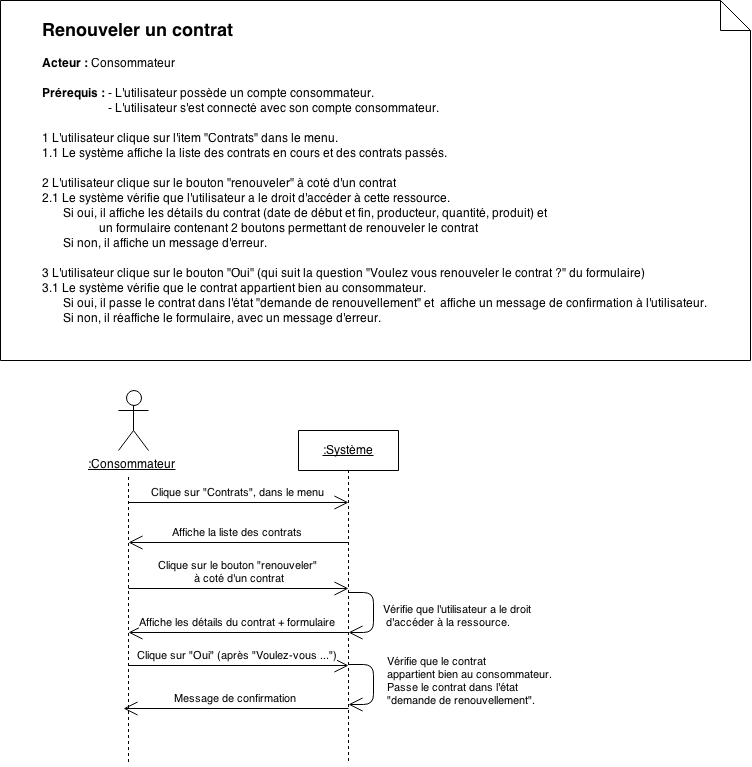 Renouveler un contrat
Acteur : Consommateur
Prérequis : - L'utilisateur possède un compte consommateur.
- L'utilisateur s'est connecté avec son compte consommateur.
1 L'utilisateur clique sur l'item "Contrats" dans le menu.
1.1 Le système affiche la liste des contrats en cours et des contrats passés.
2 L'utilisateur clique sur le bouton "renouveler" à coté d'un contrat
2.1 Le système vérifie que l'utilisateur a le droit d'accéder à cette ressource.
Si oui, il affiche les détails du contrat (date de début et fin, producteur, quantité, produit) et
un formulaire contenant 2 boutons permettant de renouveler le contrat
Si non, il affiche un message d'erreur.
3 L'utilisateur clique sur le bouton "Oui" (qui suit la question "Voulez vous renouveler le contrat ?" du formulaire)
3.1 Le système vérifie que le contrat appartient bien au consommateur.
Si oui, il passe le contrat dans l'état "demande de renouvellement" et  affiche un message de confirmation à l'utilisateur.
Si non, il réaffiche le formulaire, avec un message d'erreur.
:Consommateur
:Système
Clique sur "Contrats", dans le menu
Affiche la liste des contrats
Clique sur le bouton "renouveler"
à coté d'un contrat
Vérifie que l'utilisateur a le droit
d'accéder à la ressource.
Affiche les détails du contrat + formulaire
Clique sur "Oui" (après "Voulez-vous ...")
Vérifie que le contrat
appartient bien au consommateur.
Passe le contrat dans l'état
"demande de renouvellement".
Message de confirmation